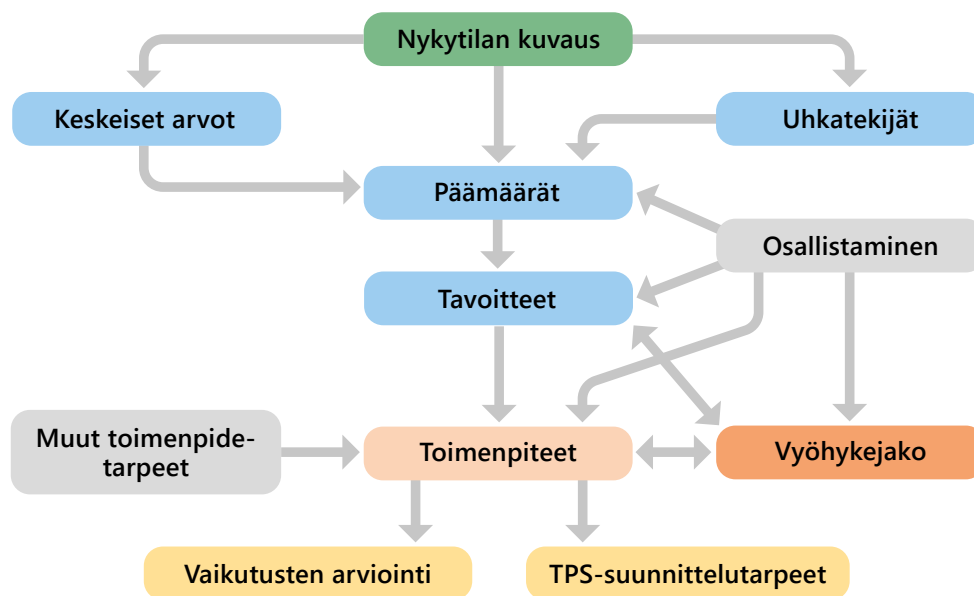 Nykytilan kuvaus
Keskeiset arvot
Uhkatekijät
Päämäärät
Osallistaminen
Tavoitteet
Muut toimenpide-
tarpeet
Toimenpiteet
Vyöhykejako
Vaikutusten arviointi
TPS-suunnittelutarpeet